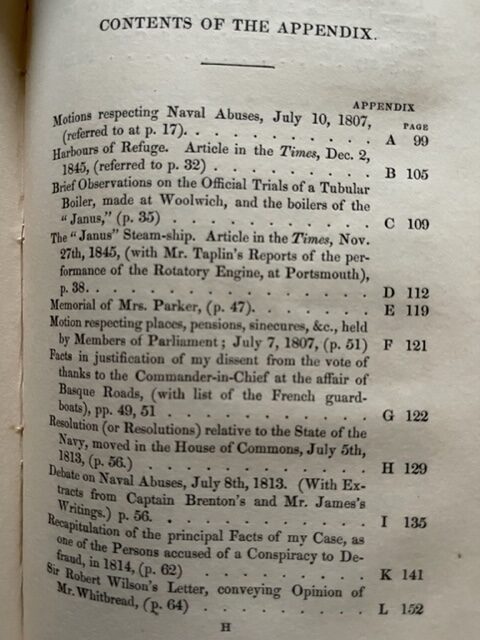 CONTENTS OF THE APPENDIX.
APPENDIX
PAGE
Motions respecting Naval Abuses, July 10, 1807,
(referred to at p. 17). . . . . . . . . . . A 99
Harbours of Refuge. Article in the Times, Dec. 2,
1845, (referred to p. 32) . . . . . . . . . B 105
Brief Observations on the Official Trials of a Tubular
Boiler, made at Woolwich, and the boilers of the
"Janus," (p. 35) . . . . . . . . . . . C 109
The "Janus" Steam-ship. Article in the Times, Nov.
27th, 1845, (with Mr. Taplin's Reports of the per-
formance of the Rotatory Engine, at Portsmouth),
p. 38. . . . . . . . . . . . . . . D 112
Memorial of Mrs. Parker, (p. 47). . . . . . . E 119
Motion respecting places, pensions, sinecures, &c., held
by Members of Parliament; July 7, 1807, (p. 51) F 121
Facts in justification of my dissent from the vote of
thanks to the Commander-in-Chief at the affair of
Basque Roads, (with list of the French guard-
boats), pp. 49, 51 . . . . . . . . . . G 122
Resolution (or Resolutions) relative to the State of the
Navy, moved in the House of Commons, July 5th,
1813, (p. 56.) . . . . . . . . . . . H 129
Debate on Naval Abuses, July 8th, 1813. (With Ex-
tracts from Captain Brenton's and Mr. James's
Writings.) p. 56. . . . . . . . . . . I 135
Recapitulation of the principal Facts of my Case, as
one of the Persons accused of a Conspiracy to De-
fraud, in 1814, (p. 62) . . . . . . . . K 141
Sir Robert Wilson's Letter, conveying Opinion of
Mr. Whitbread, (p. 64) . . . . . . . . L 152
H